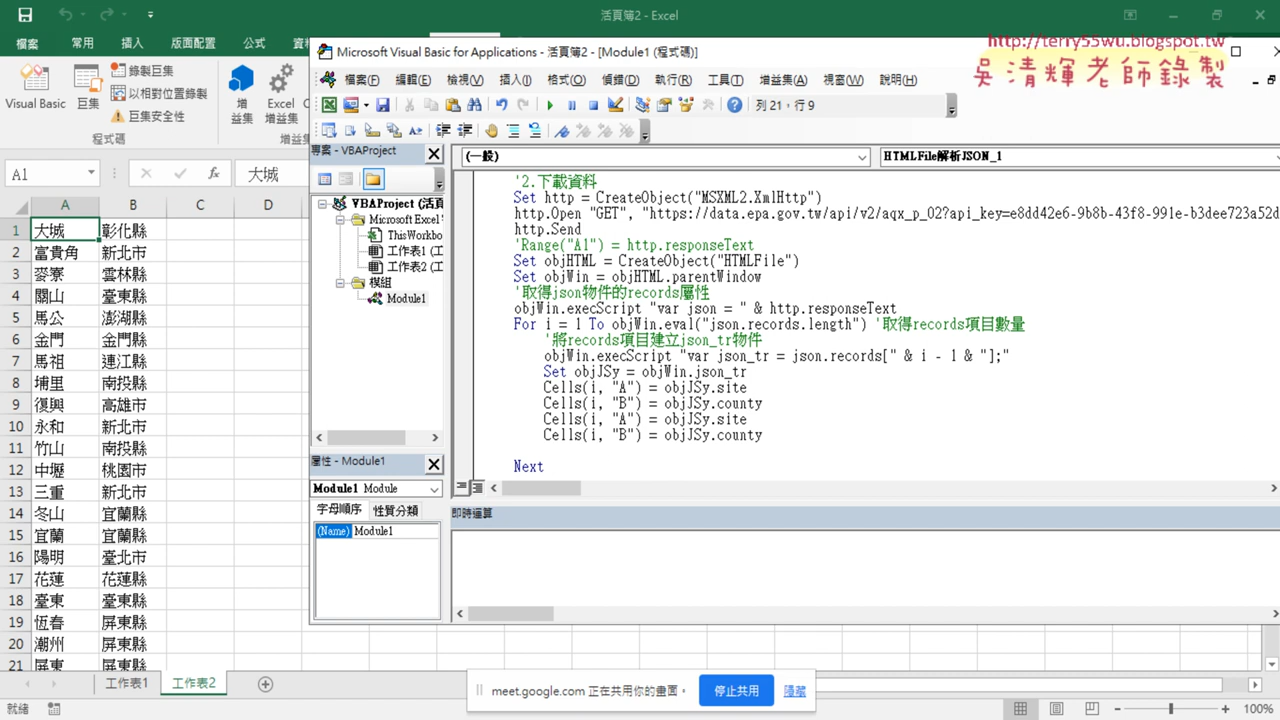 活頁簿2 - Excel
檔案 常用 插入 版面配置 公式 資料
Visual Basic 巨集 錄製巨集 以相對位置錄製 巨集安全性 增益集 Excel 增益集
程式碼
A1 大城
A B C D
1 大城 彰化縣
2 富貴角 新北市
3 麥寮 雲林縣
4 關山 臺東縣
5 馬公 澎湖縣
6 金門 金門縣
7 馬祖 連江縣
8 埔里 南投縣
9 復興 高雄市
10 永和 新北市
11 竹山 南投縣
12 中壢 桃園市
13 三重 新北市
14 冬山 宜蘭縣
15 宜蘭 宜蘭縣
16 陽明 臺北市
17 花蓮 花蓮縣
18 臺東 臺東縣
19 恆春 屏東縣
20 潮州 屏東縣
21 屏東 屏東縣
工作表1 工作表2
就緒
100%
Microsoft Visual Basic for Applications - 活頁簿2 - [Module1 (程式碼)]
http://terry55wu.blogspot.tw
吳清輝老師錄製
檔案(F) 編輯(E) 檢視(V) 插入(I) 格式(O) 偵錯(D) 執行(R) 工具(T) 增益集(A) 視窗(W) 說明(H)
列 21，行 9
專案 - VBAProject
VBAProject (活頁
Microsoft Excel
ThisWorkbo
工作表1 (工
工作表2 (工
模組
Module1
屬性 - Module1
Module1 Module
字母順序 性質分類
(Name) Module1
(一般) HTMLFile解析JSON_1
'2.下載資料
Set http = CreateObject("MSXML2.XmlHttp")
http.Open "GET", "https://data.epa.gov.tw/api/v2/aqx_p_02?api_key=e8dd42e6-9b8b-43f8-991e-b3dee723a52d
http.Send
'Range("A1") = http.responseText
Set objHTML = CreateObject("HTMLFile")
Set objWin = objHTML.parentWindow
'取得json物件的records屬性
objWin.execScript "var json = " & http.responseText
For i = 1 To objWin.eval("json.records.length") '取得records項目數量
'將records項目建立json_tr物件
objWin.execScript "var json_tr = json.records[" & i - 1 & "];"
Set objJSy = objWin.json_tr
Cells(i, "A") = objJSy.site
Cells(i, "B") = objJSy.county
Cells(i, "A") = objJSy.site
Cells(i, "B") = objJSy.county
Next
即時運算
meet.google.com 正在共用你的畫面。 停止共用 隱藏